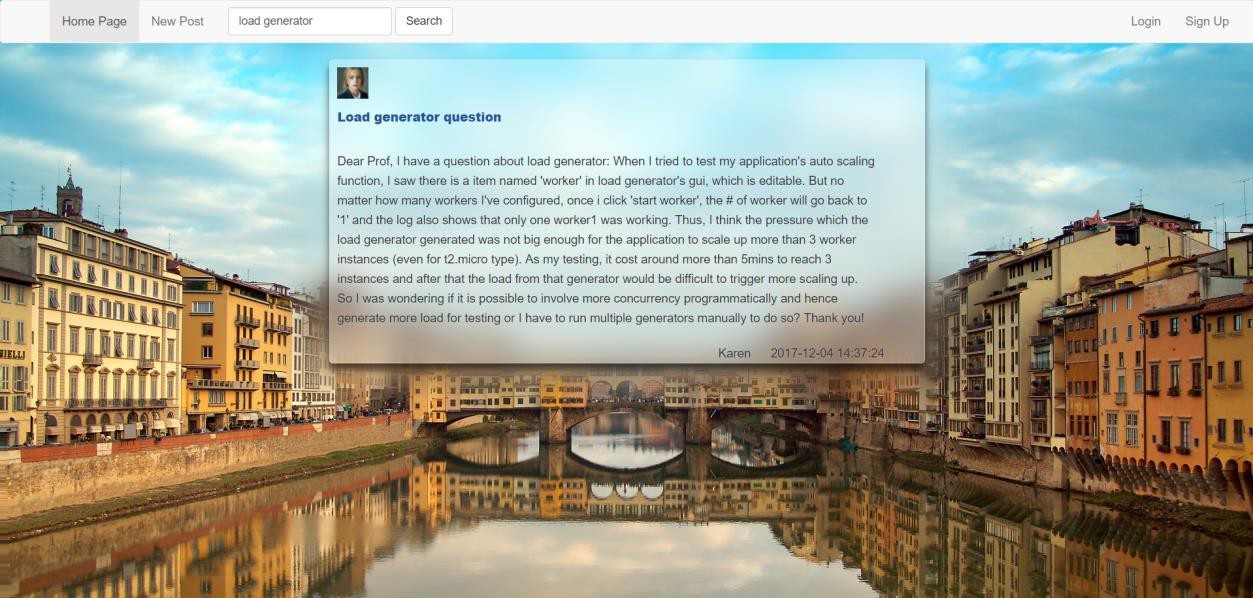 Home Page New Post load generator Search Login Sign Up
Load generator question
Dear Prof, I have a question about load generator: When I tried to test my application's auto scaling
function, I saw there is a item named 'worker' in load generator's gui, which is editable. But no
matter how many workers I've configured, once i click 'start worker', the # of worker will go back to
'1' and the log also shows that only one worker1 was working. Thus, I think the pressure which the
load generator generated was not big enough for the application to scale up more than 3 worker
instances (even for t2.micro type). As my testing, it cost around more than 5mins to reach 3
instances and after that the load from that generator would be difficult to trigger more scaling up.
So I was wondering if it is possible to involve more concurrency programmatically and hence
generate more load for testing or I have to run multiple generators manually to do so? Thank you!
Karen 2017-12-04 14:37:24